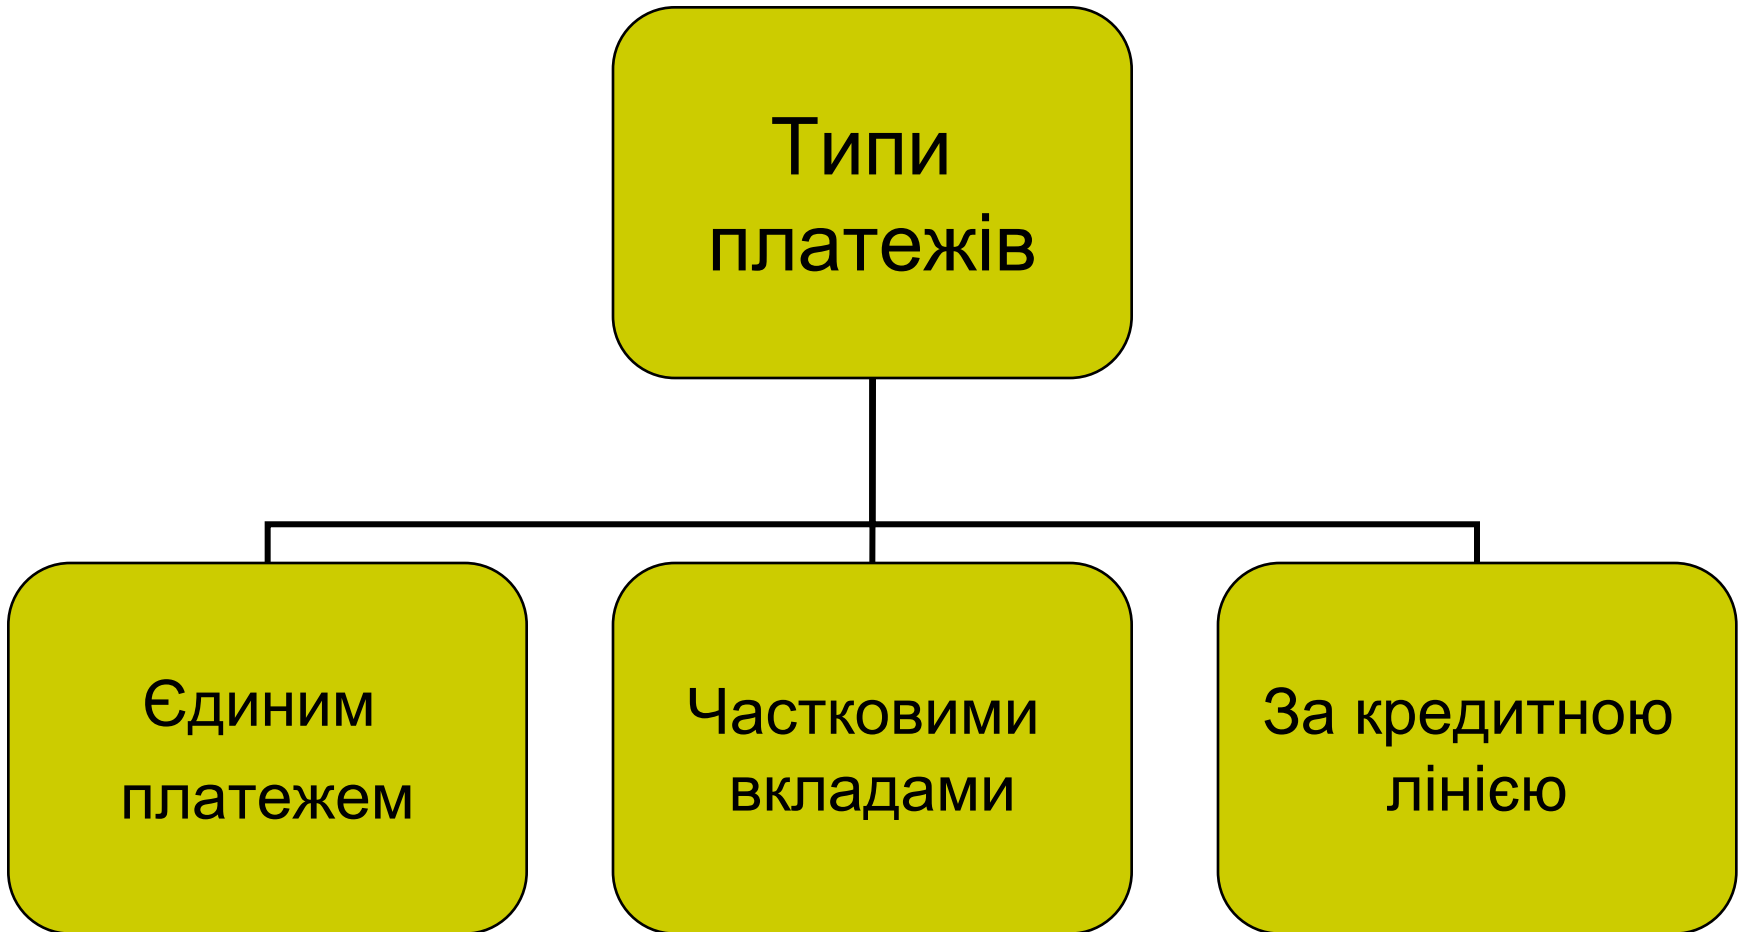 Типи
платежів
Єдиним
платежем
Частковими
вкладами
За кредитною
лінією